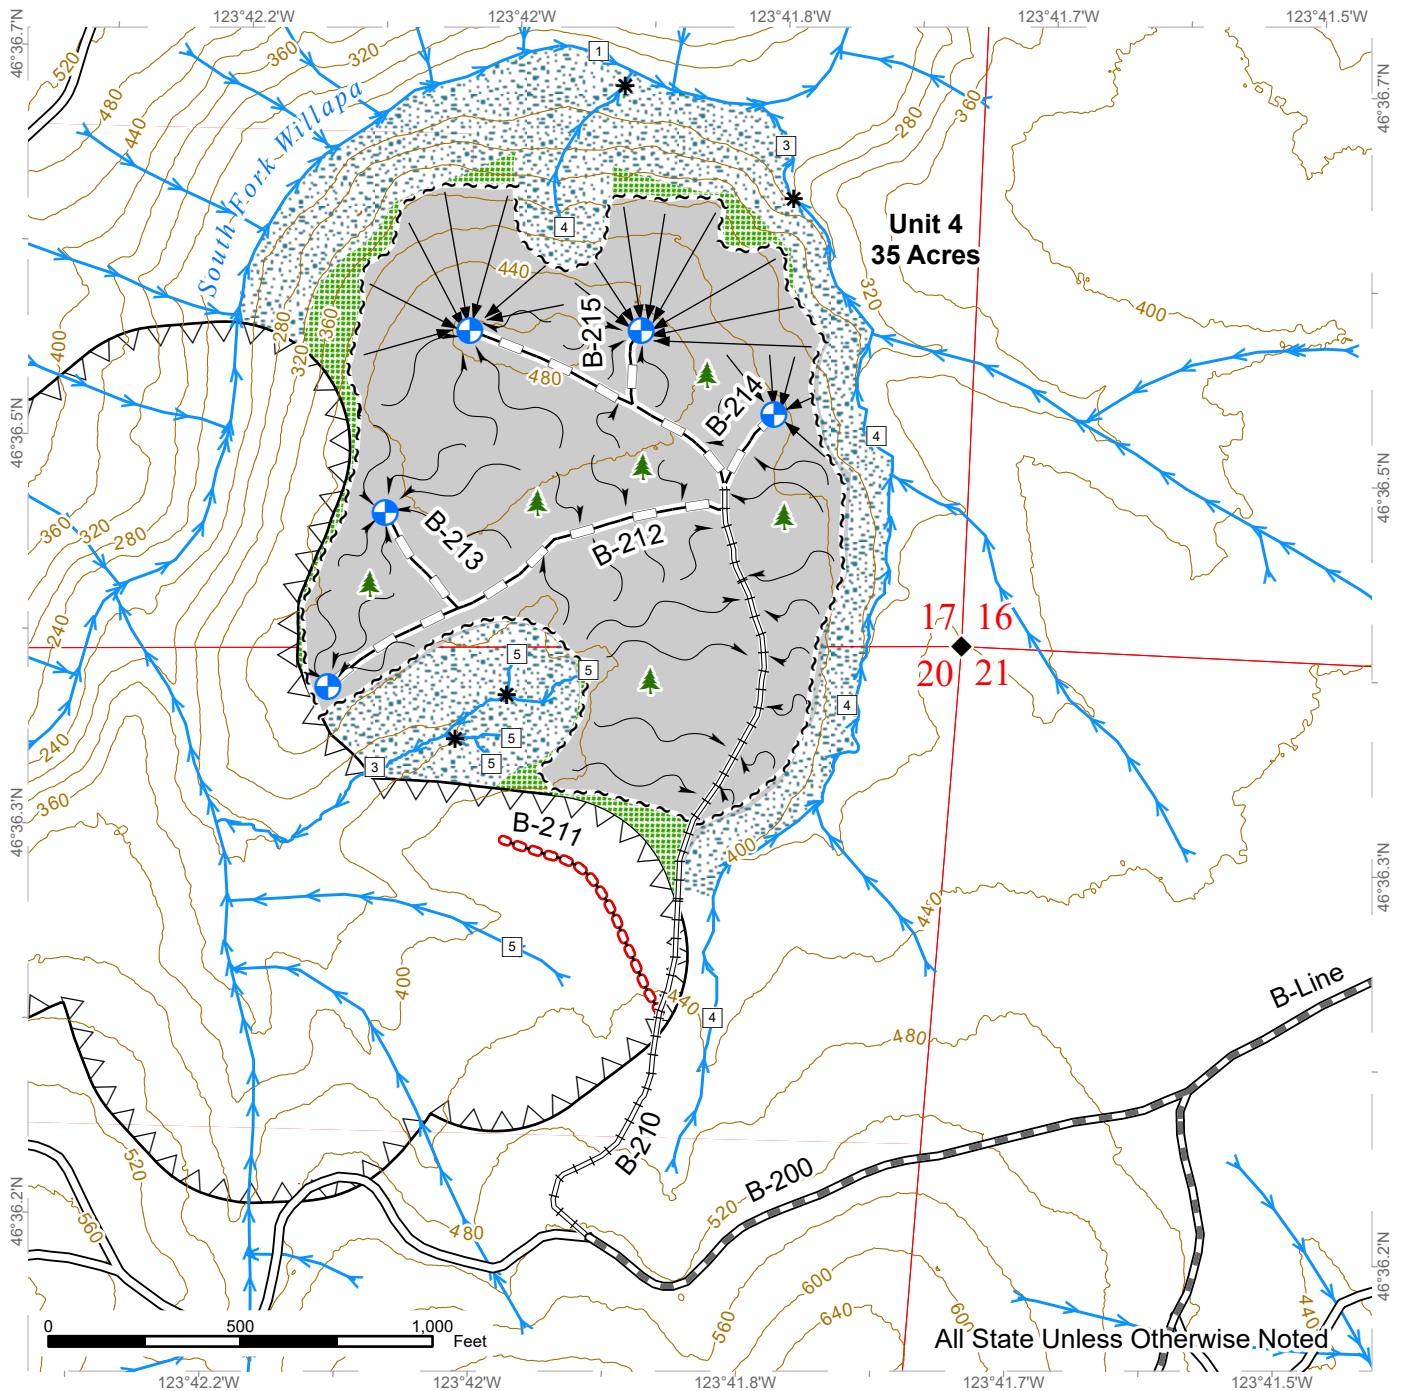 123°42.2'W
123°42'W
123°41.8'W
123°41.7'W
123°41.5'W
46°36.7'N
46°36.7'N
520
360
320
1
480
440
280
360
3
South Fork Willapa
4
Unit 4
35 Acres
440
320
400
280
360
320
400
B-215
480
B-214
46°36.5'N
46°36.5'N
4
360
320
280
B-213
B-212
240
17
16
5
5
20
21
4
240
5
3
5
360
46°36.3'N
46°36.3'N
B-211
400
440
5
400
440
4
B-Line
480
B-210
520
B-200
520
46°36.2'N
46°36.2'N
560
480
600
640
560
600
440
0
500
1,000
Feet
All State Unless Otherwise Noted
123°42.2'W
123°42'W
123°41.8'W
123°41.7'W
123°41.5'W